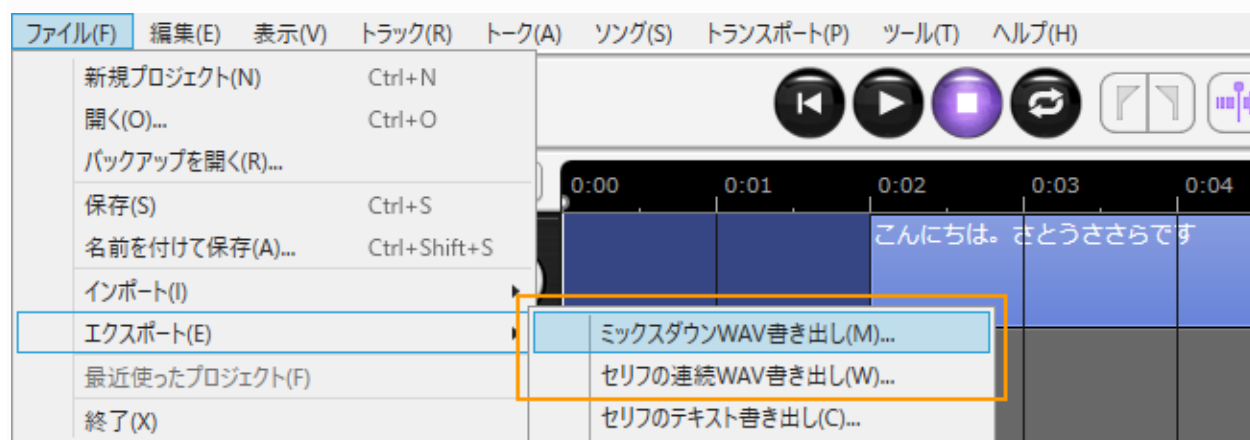 ファイル(F) 編集(E) 表示(V) トラック(R) トーク(A) ソング(S) トランスポート(P) ツール(T) ヘルプ(H)
新規プロジェクト(N) Ctrl+N
開く(O)... Ctrl+O
バックアップを開く(R)...
保存(S) Ctrl+S
名前を付けて保存(A)... Ctrl+Shift+S
インポート(I)
エクスポート(E)
最近使ったプロジェクト(F)
終了(X)
0:00 0:01 0:02 0:03 0:04
こんにちは。さとうささらです
ミックスダウンWAV書き出し(M)...
セリフの連続WAV書き出し(W)...
セリフのテキスト書き出し(C)...